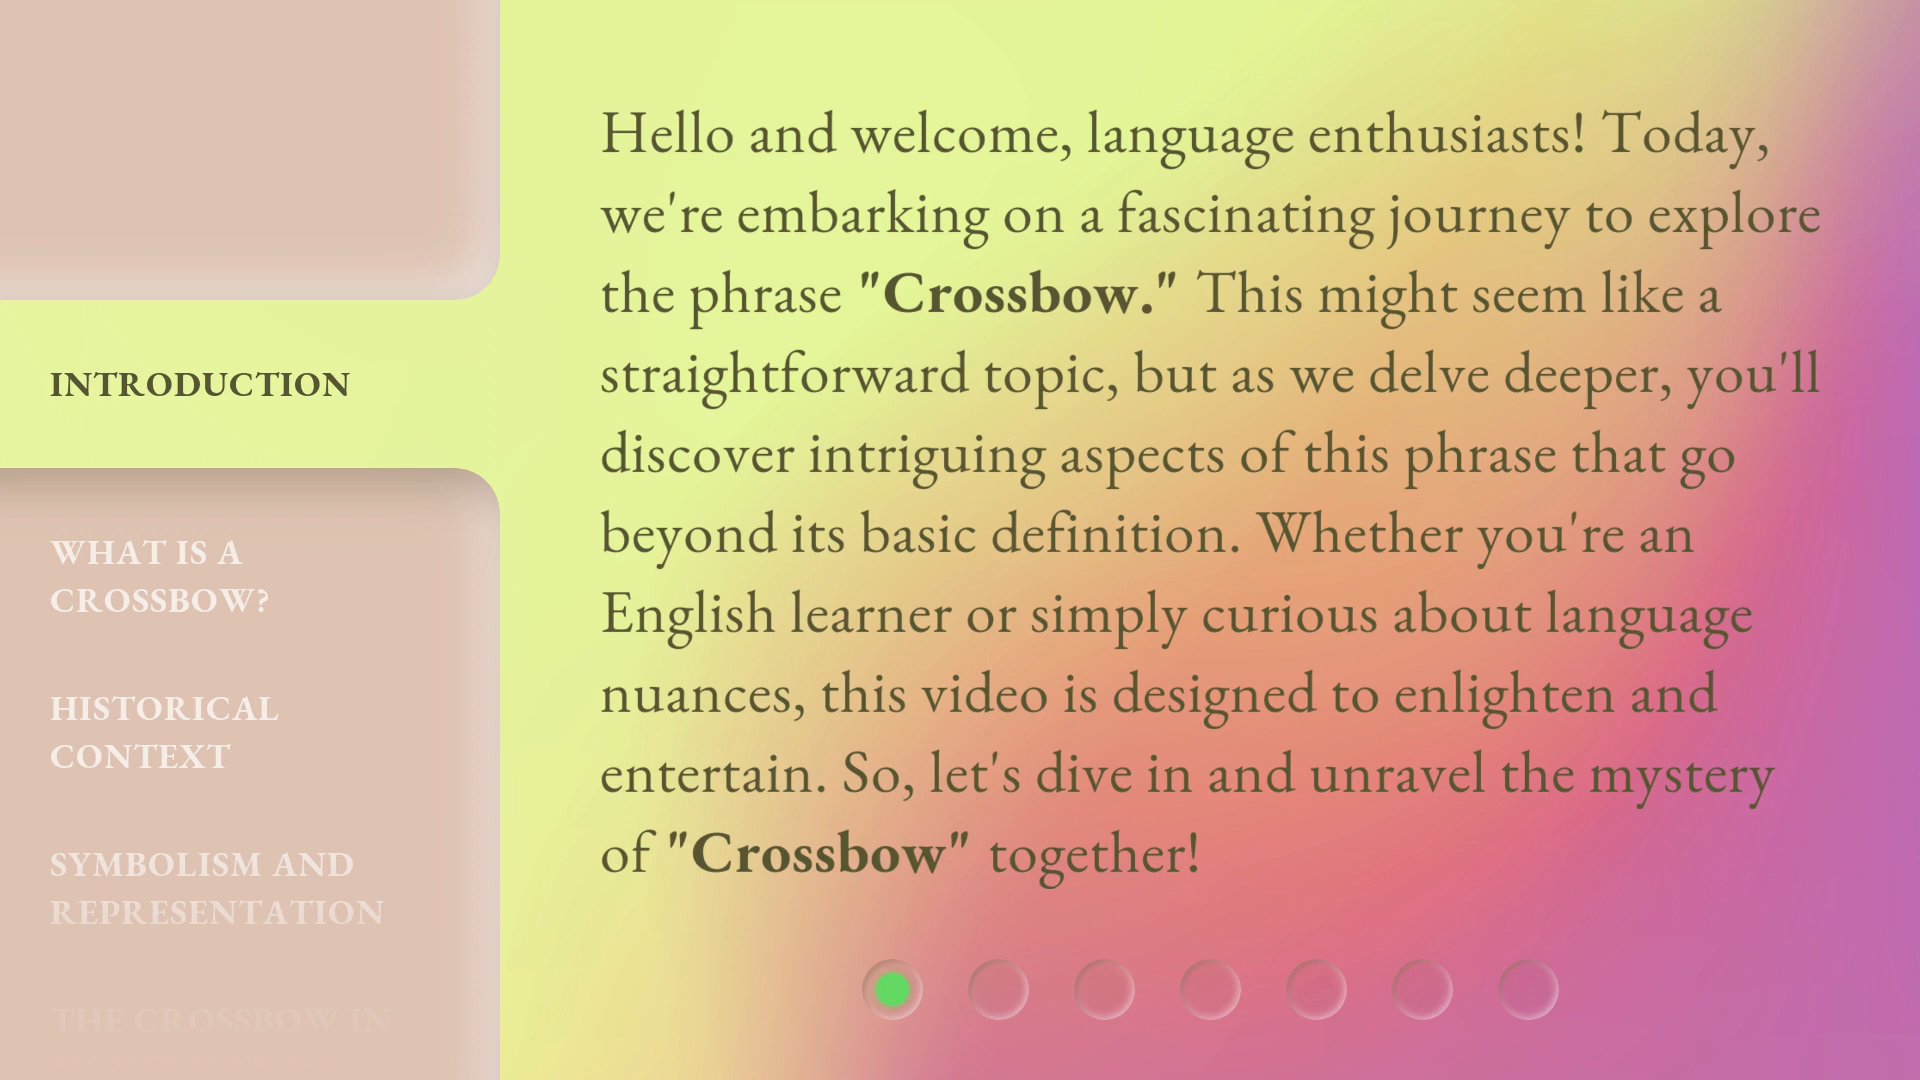 INTRODUCTION
WHAT IS A
CROSSBOW?
HISTORICAL
CONTEXT
SYMBOLISM AND
REPRESENTATION
THE CROSSBOW IN
Hello and welcome, language enthusiasts! Today,
we're embarking on a fascinating journey to explore
the phrase "Crossbow." This might seem like a
straightforward topic, but as we delve deeper, you'll
discover intriguing aspects of this phrase that go
beyond its basic definition. Whether you're an
English learner or simply curious about language
nuances, this video is designed to enlighten and
entertain. So, let's dive in and unravel the mystery
of "Crossbow" together!